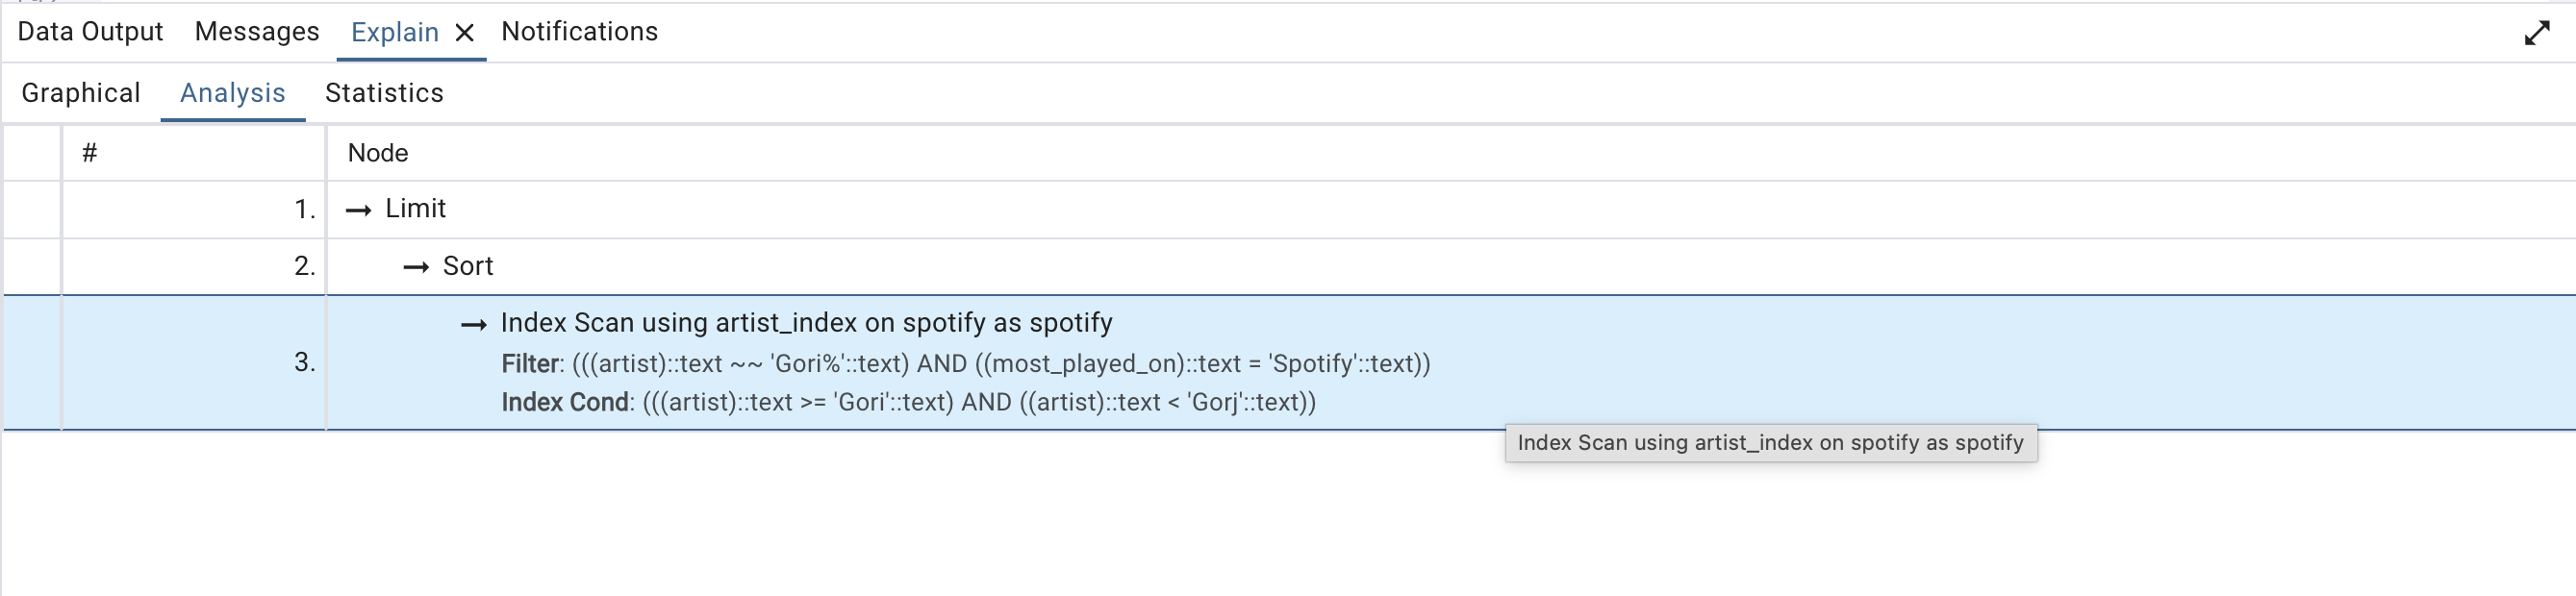 Data Output Messages Explain Notifications
Graphical Analysis Statistics
# Node
1. → Limit
2. → Sort
→ Index Scan using artist_index on spotify as spotify
3.
Filter: (((artist)::text ~~ 'Gori%'::text) AND ((most_played_on)::text = 'Spotify'::text))
Index Cond: (((artist)::text >= 'Gori'::text) AND ((artist)::text < 'Gorj'::text))
Index Scan using artist_index on spotify as spotify